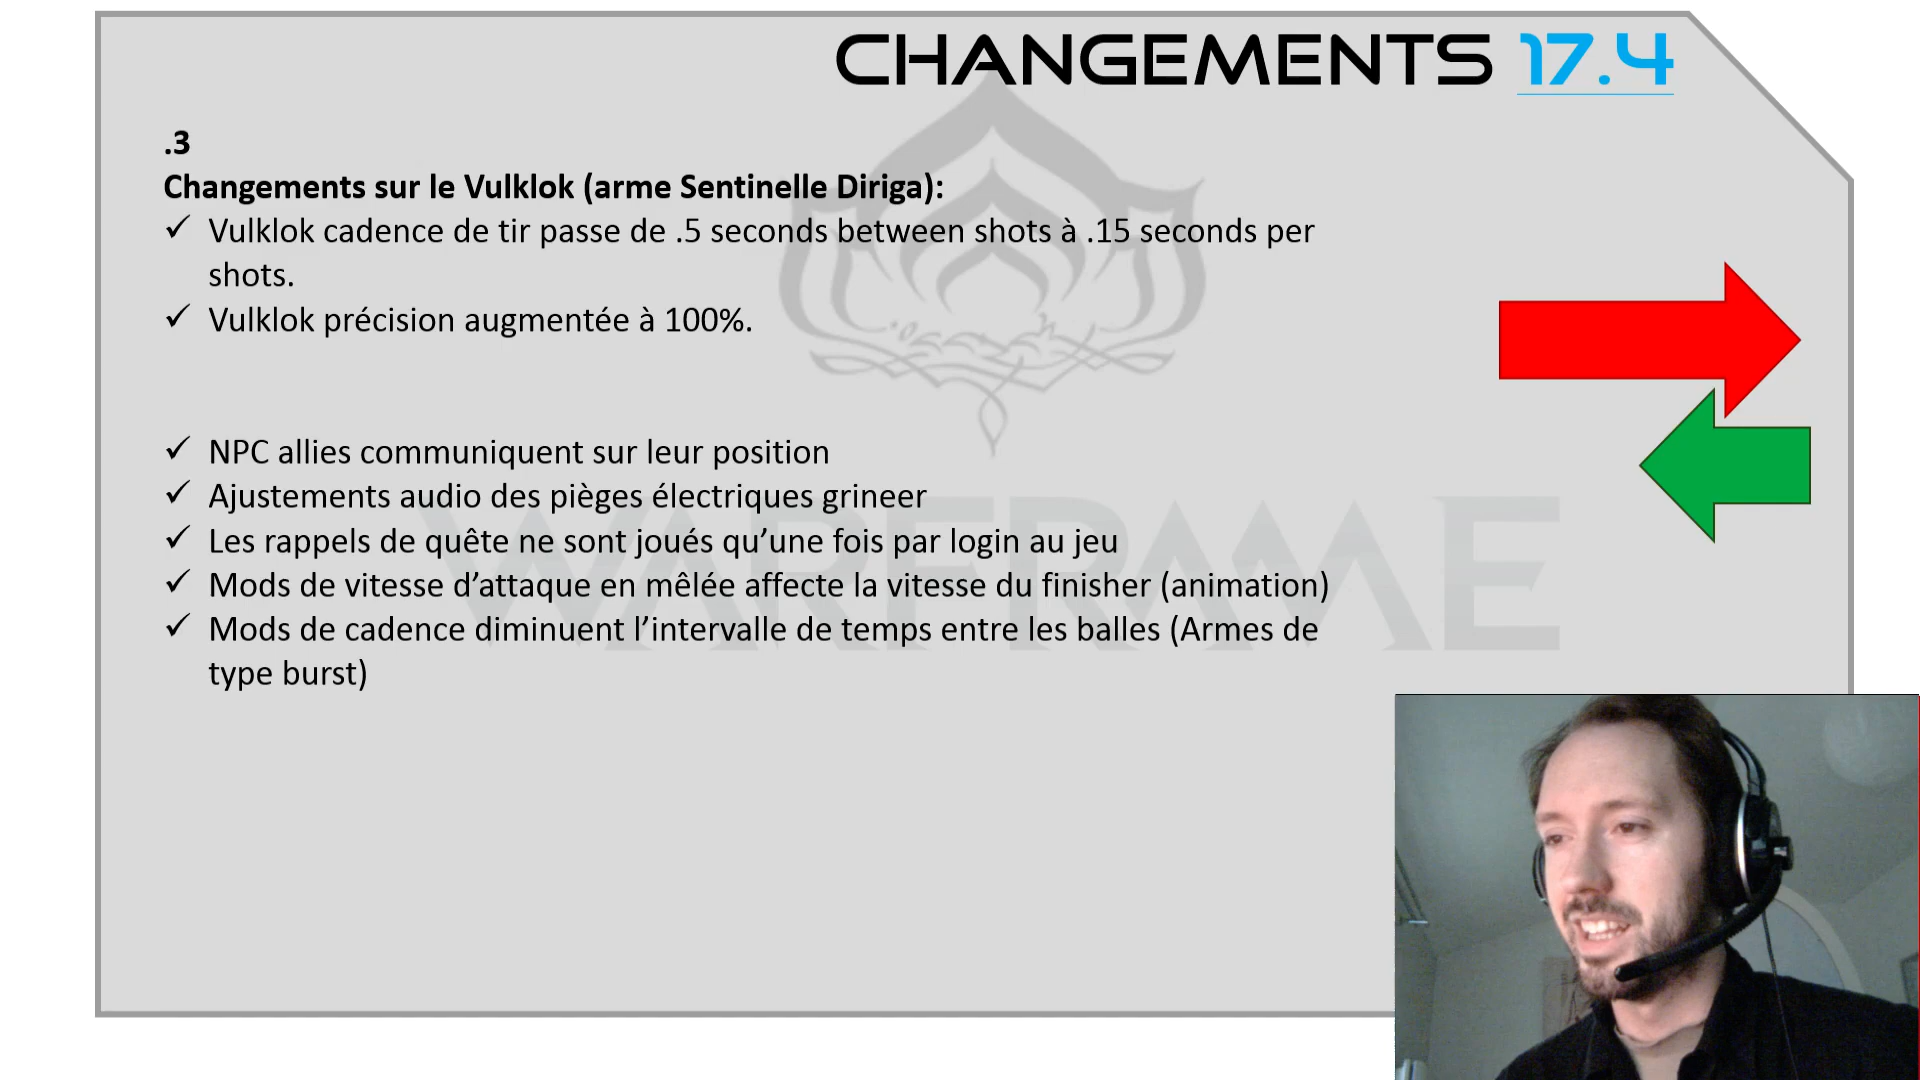 CHANGEMENTS 17.4
.3
Changements sur le Vulklok (arme Sentinelle Diriga):
✓ Vulklok cadence de tir passe de .5 seconds between shots à .15 seconds per
shots.
✓ Vulklok précision augmentée à 100%.
✓ NPC allies communiquent sur leur position
✓ Ajustements audio des pièges électriques grineer
✓ Les rappels de quête ne sont joués qu’une fois par login au jeu
✓ Mods de vitesse d’attaque en mêlée affecte la vitesse du finisher (animation)
✓ Mods de cadence diminuent l’intervalle de temps entre les balles (Armes de
type burst)
WARFRAME